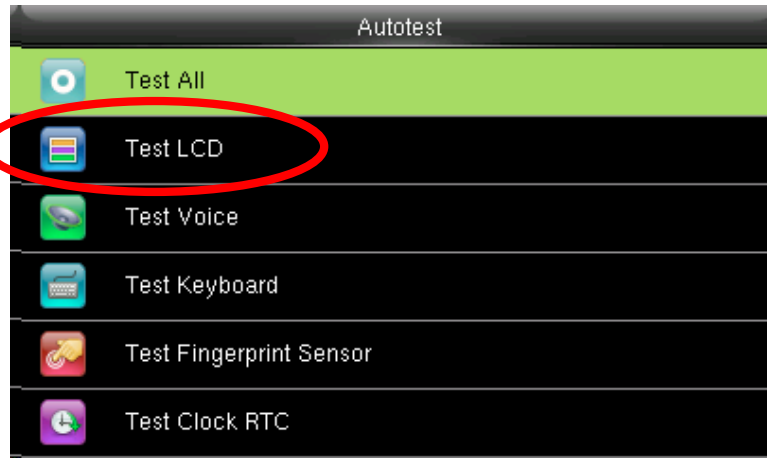 Autotest
Test All
Test LCD
Test Voice
Test Keyboard
Test Fingerprint Sensor
Test Clock RTC